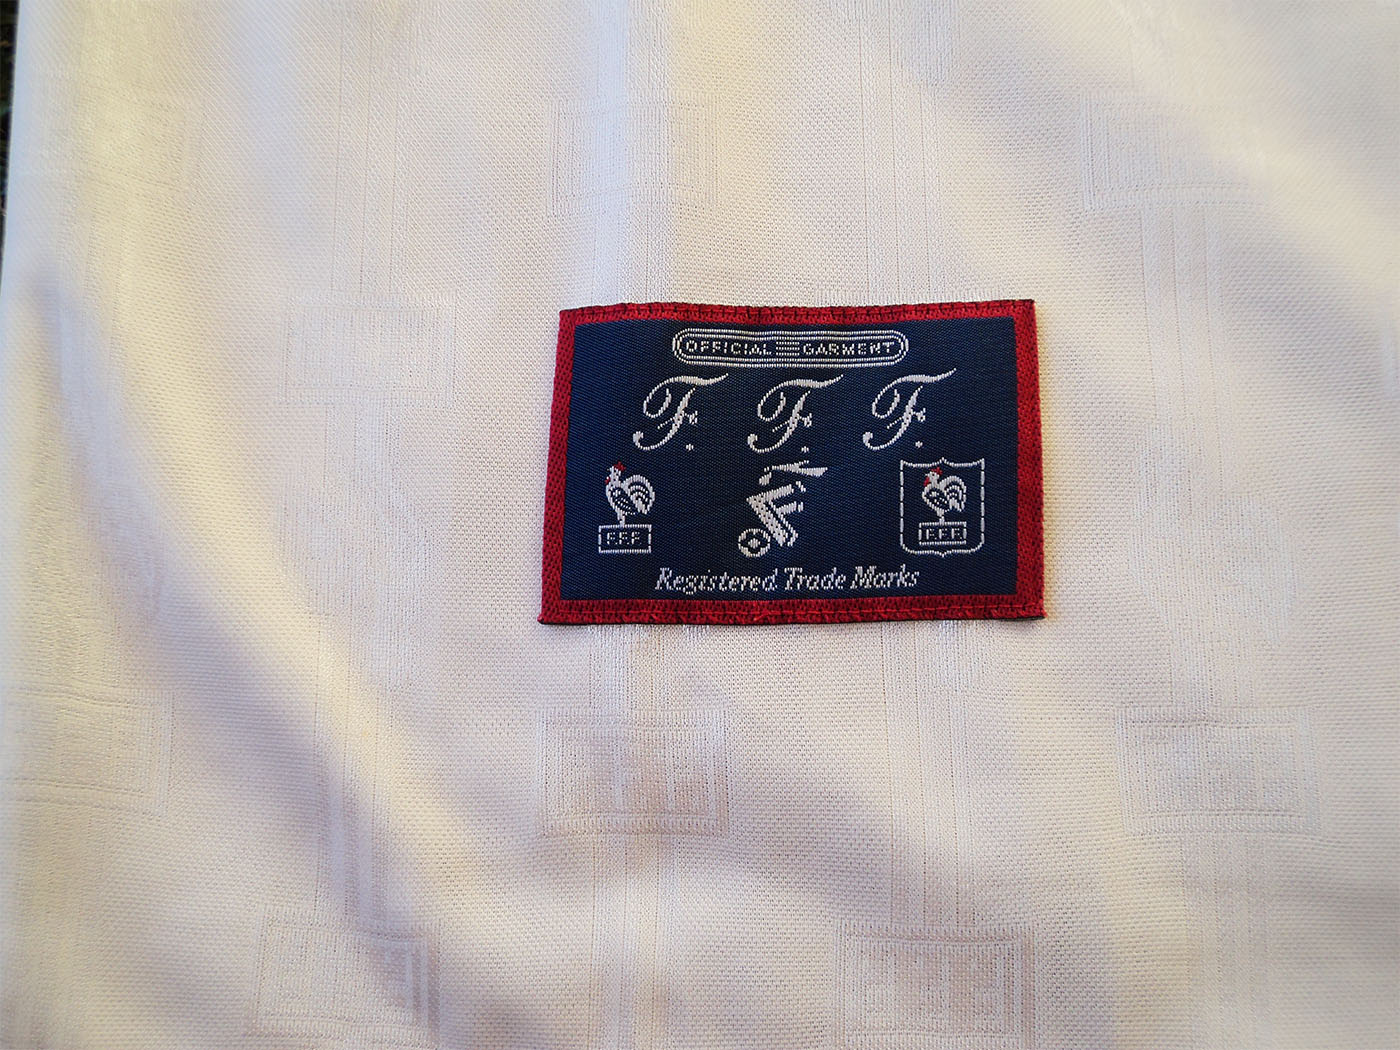 OFFICIAL GARMENT
F. F. F.
F.F.F. F.F.F.
Registered Trade Marks